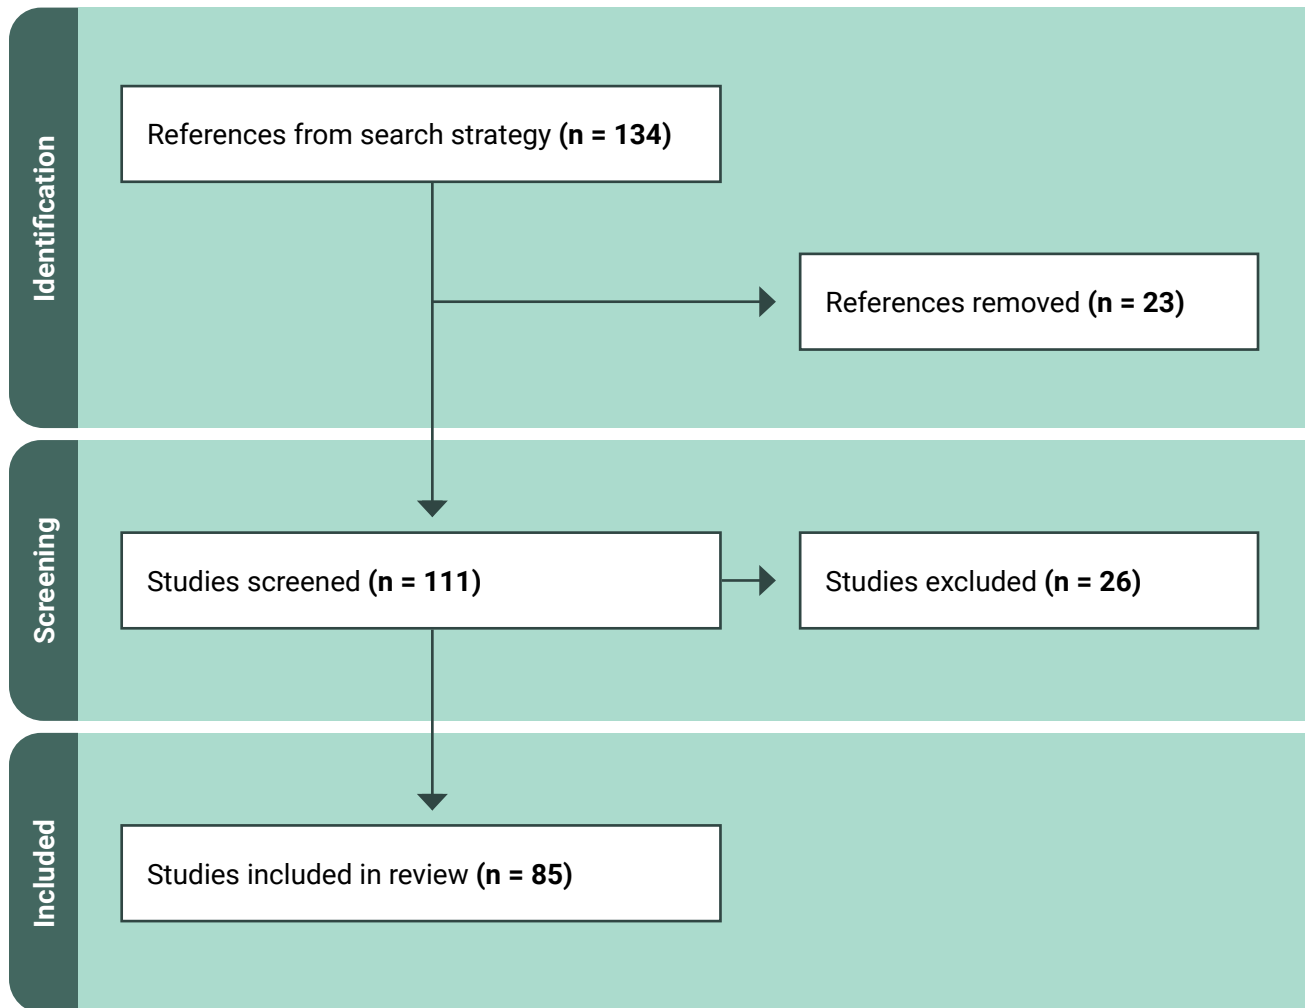 Identification
References from search strategy (n = 134)
References removed (n = 23)
Screening
Studies screened (n = 111)
Studies excluded (n = 26)
Included
Studies included in review (n = 85)